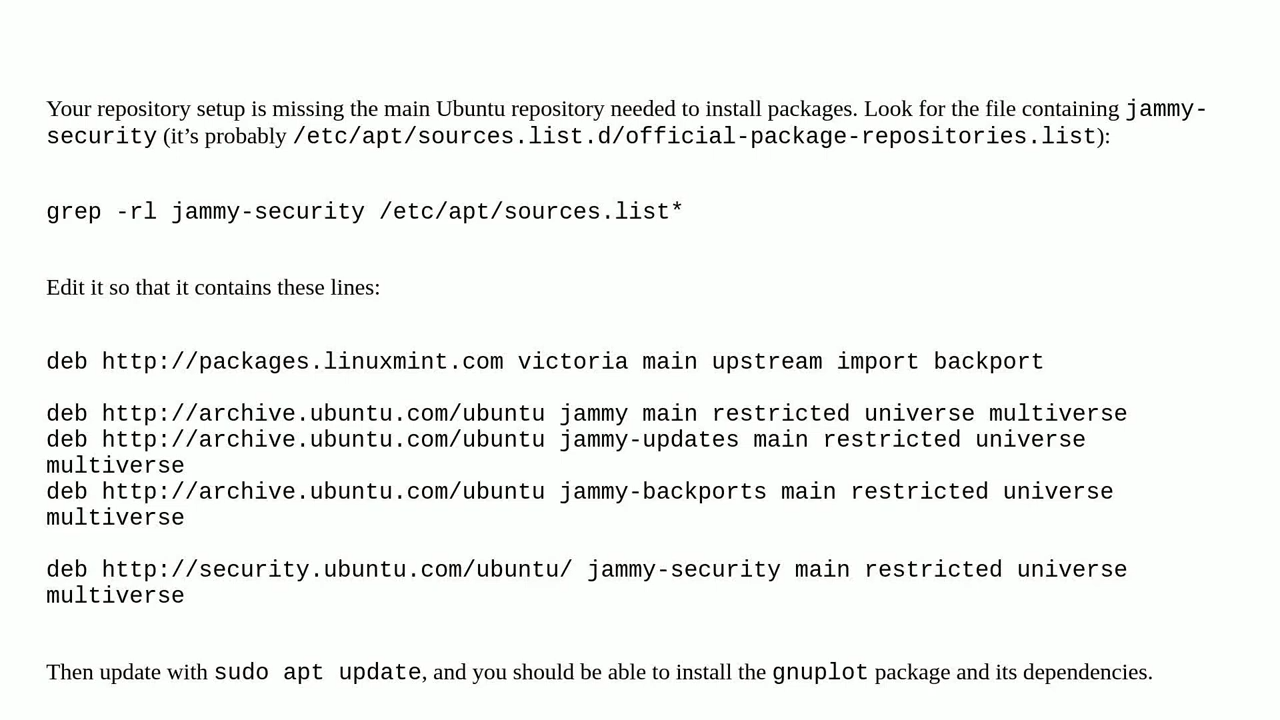 Your repository setup is missing the main Ubuntu repository needed to install packages. Look for the file containing jammy-
security (it’s probably /etc/apt/sources.list.d/official-package-repositories.list):
grep -rl jammy-security /etc/apt/sources.list*
Edit it so that it contains these lines:
deb http://packages.linuxmint.com victoria main upstream import backport
deb http://archive.ubuntu.com/ubuntu jammy main restricted universe multiverse
deb http://archive.ubuntu.com/ubuntu jammy-updates main restricted universe
multiverse
deb http://archive.ubuntu.com/ubuntu jammy-backports main restricted universe
multiverse
deb http://security.ubuntu.com/ubuntu/ jammy-security main restricted universe
multiverse
Then update with sudo apt update, and you should be able to install the gnuplot package and its dependencies.